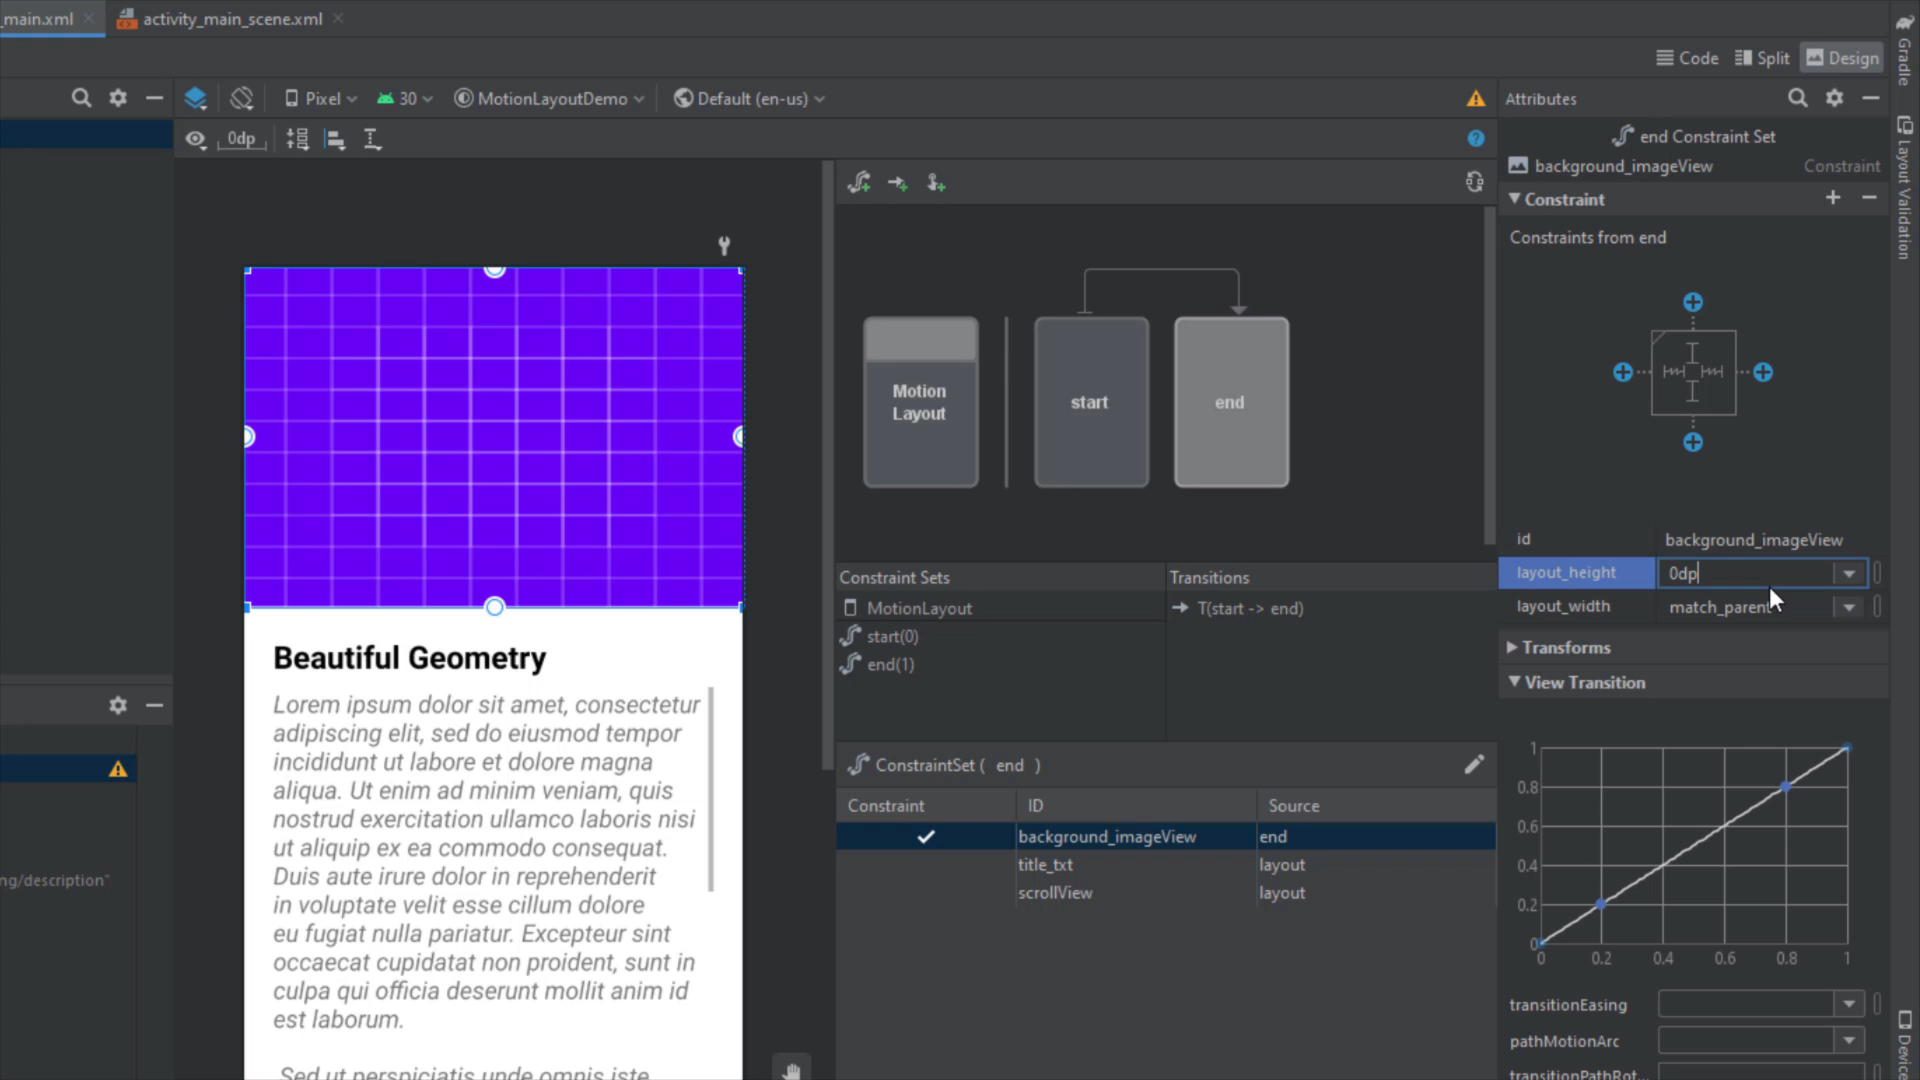 _main.xml
activity_main_scene.xml
Code
Split
Design
Gradle
Layout Validation
Pixel
30
MotionLayoutDemo
Default (en-us)
Attributes
0dp
end Constraint Set
background_imageView
Constraint
Constraint
Constraints from end
Motion
Layout
start
end
id
background_imageView
layout_height
0dp
layout_width
match_parent
Constraint Sets
Transitions
MotionLayout
T(start -> end)
start(0)
end(1)
Transforms
View Transition
Beautiful Geometry
Lorem ipsum dolor sit amet, consectetur
adipiscing elit, sed do eiusmod tempor
incididunt ut labore et dolore magna
aliqua. Ut enim ad minim veniam, quis
nostrud exercitation ullamco laboris nisi
ut aliquip ex ea commodo consequat.
Duis aute irure dolor in reprehenderit
in voluptate velit esse cillum dolore
eu fugiat nulla pariatur. Excepteur sint
occaecat cupidatat non proident, sunt in
culpa qui officia deserunt mollit anim id
est laborum.
Sed ut perspiciatis unde omnis iste
ng/description"
ConstraintSet ( end )
Constraint ID Source
background_imageView end
title_txt layout
scrollView layout
1
0.8
0.6
0.4
0.2
0
0 0.2 0.4 0.6 0.8 1
transitionEasing
pathMotionArc
transitionPathRot...
Device